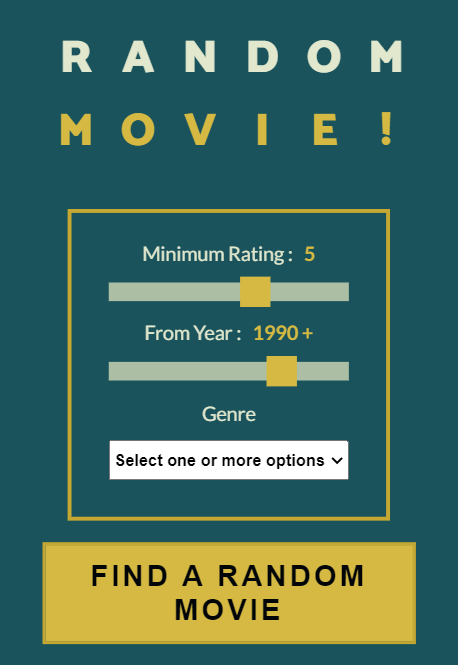 RANDOM
MOVIE!
Minimum Rating : 5
From Year : 1990 +
Genre
Select one or more options
FIND A RANDOM
MOVIE